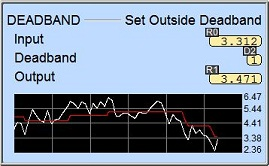 DEADBAND Set Outside Deadband
Input R0 3.312
Deadband D2 1
Output R1 3.471
6.47
5.44
4.41
3.38
2.36